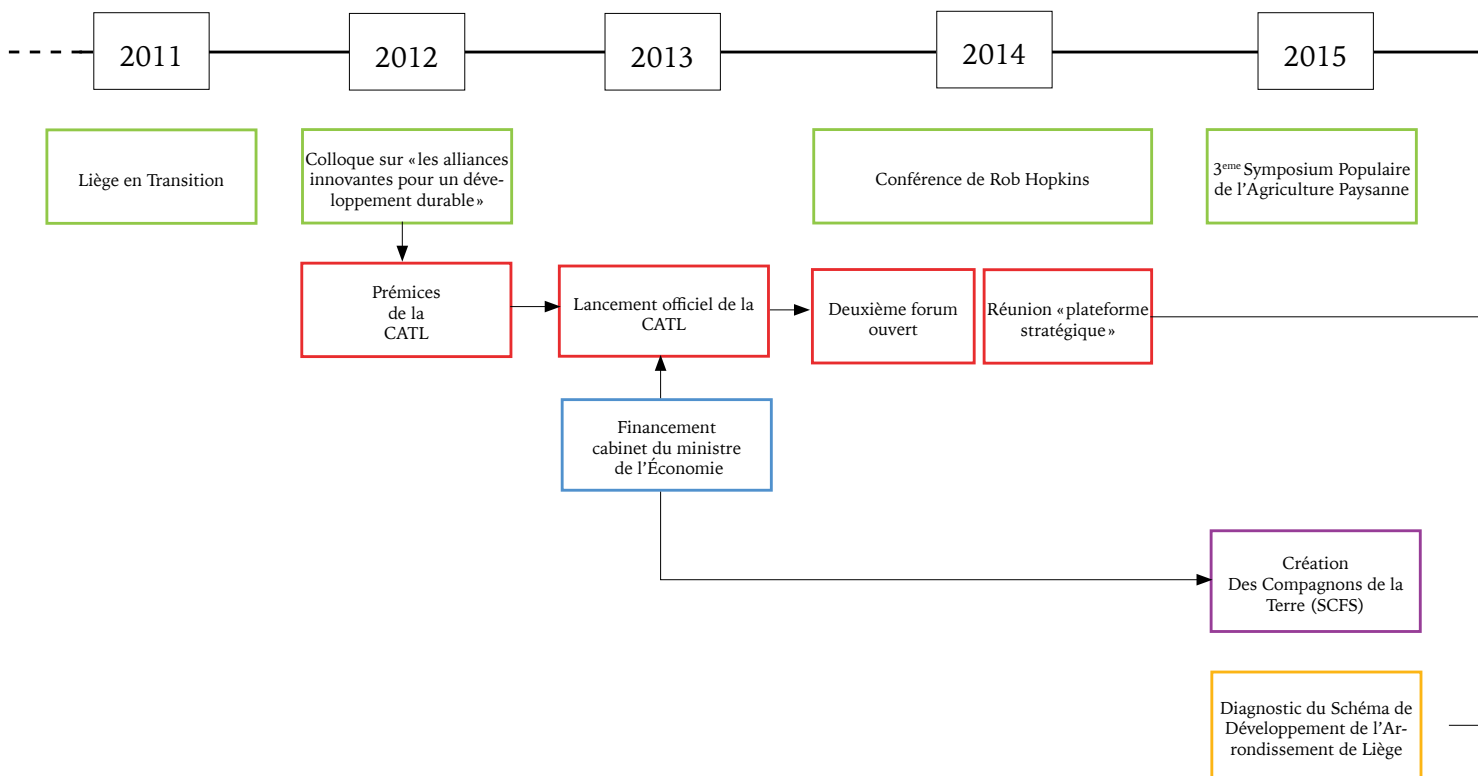 2011
2012
2013
2014
2015
Liège en Transition
Colloque sur «les alliances
innovantes pour un déve-
loppement durable»
Conférence de Rob Hopkins
3eme Symposium Populaire
de l'Agriculture Paysanne
Prémices
de la
CATL
Lancement officiel de la
CATL
Deuxième forum
ouvert
Réunion «plateforme
stratégique»
Financement
cabinet du ministre
de l'Économie
Création
Des Compagnons de la
Terre (SCFS)
Diagnostic du Schéma de
Développement de l'Ar-
rondissement de Liège